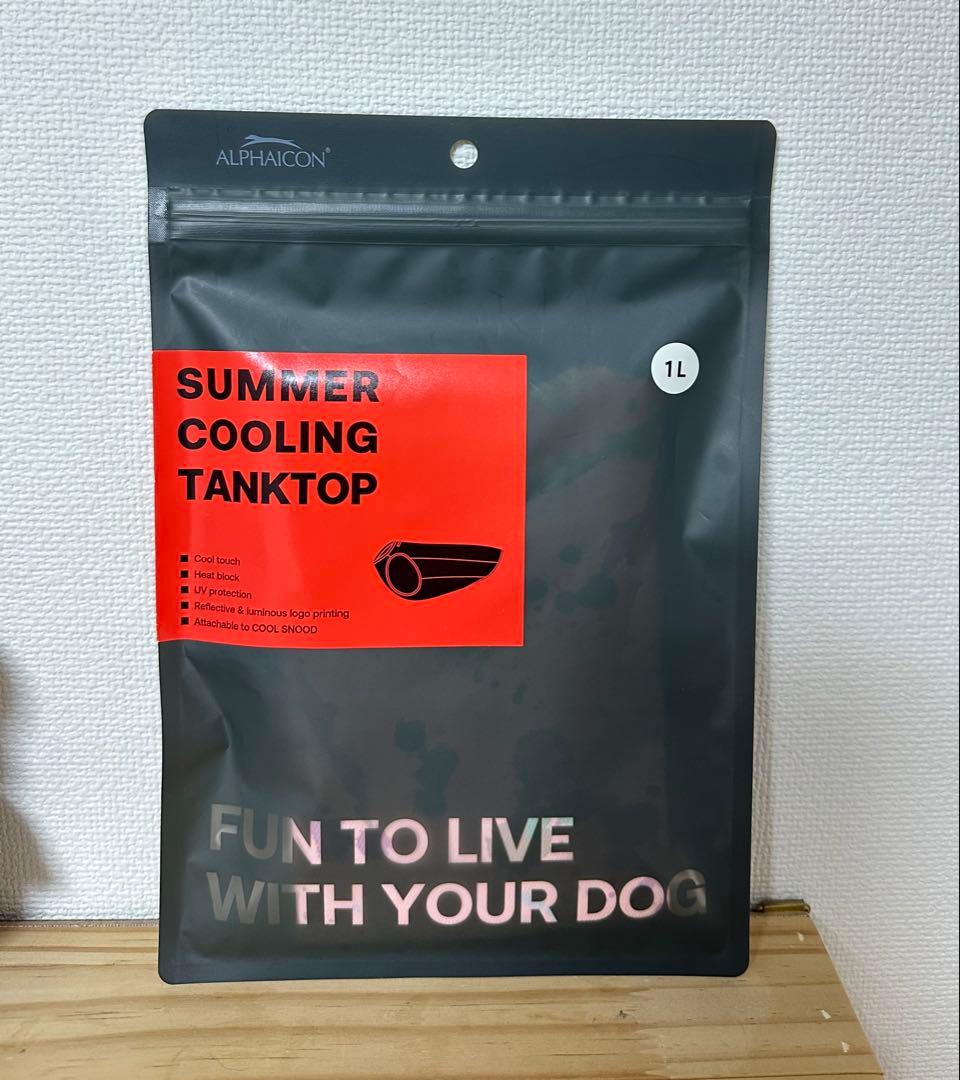 ALPHAICON®
1L
SUMMER
COOLING
TANKTOP
Cool touch
Heat block
UV protection
Reflective & luminous logo printing
Attachable to COOL SNOOD
FUN TO LIVE
WITH YOUR DOG